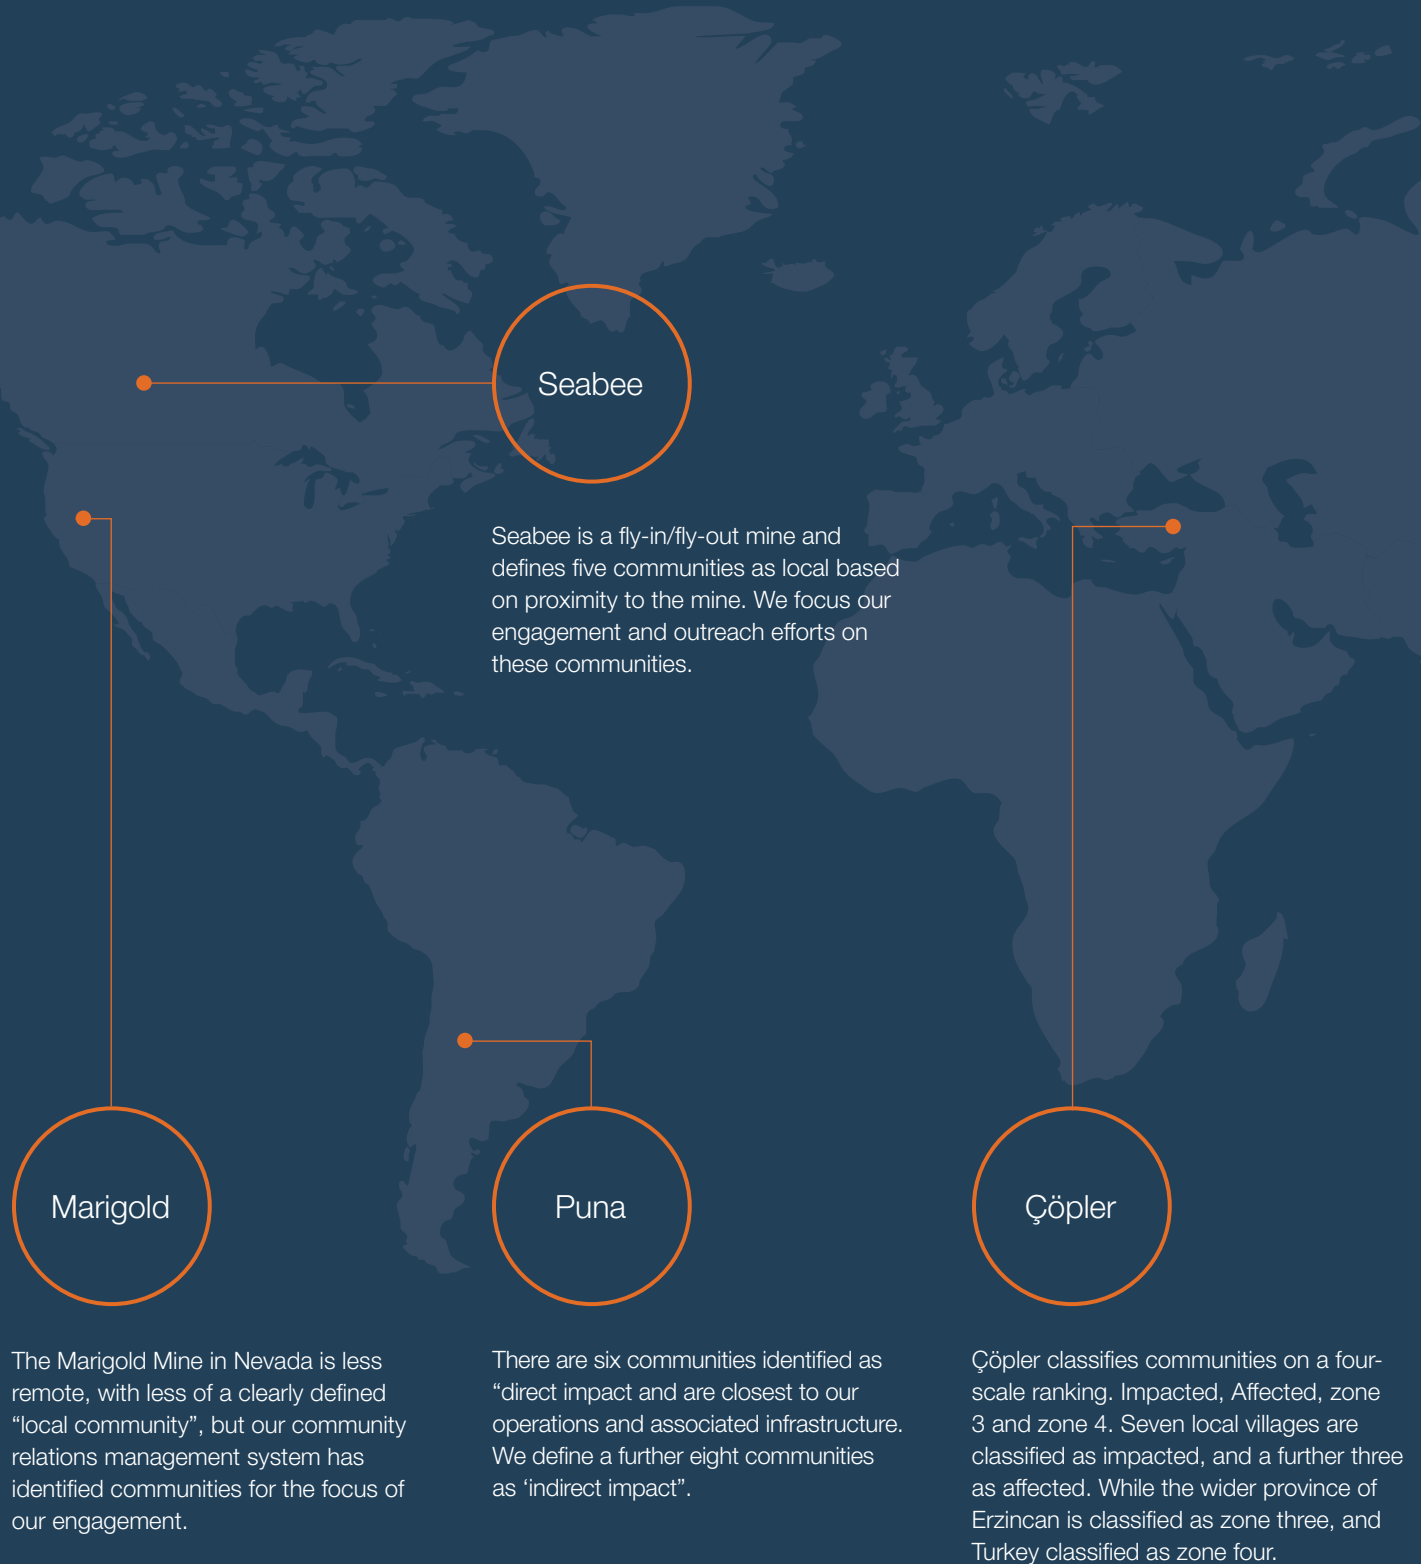 Seabee
Seabee is a fly-in/fly-out mine and
defines five communities as local based
on proximity to the mine. We focus our
engagement and outreach efforts on
these communities.
Marigold
The Marigold Mine in Nevada is less
remote, with less of a clearly defined
“local community”, but our community
relations management system has
identified communities for the focus of
our engagement.
Puna
There are six communities identified as
“direct impact and are closest to our
operations and associated infrastructure.
We define a further eight communities
as ‘indirect impact”.
Çöpler
Çöpler classifies communities on a four-
scale ranking. Impacted, Affected, zone
3 and zone 4. Seven local villages are
classified as impacted, and a further three
as affected. While the wider province of
Erzincan is classified as zone three, and
Turkey classified as zone four.